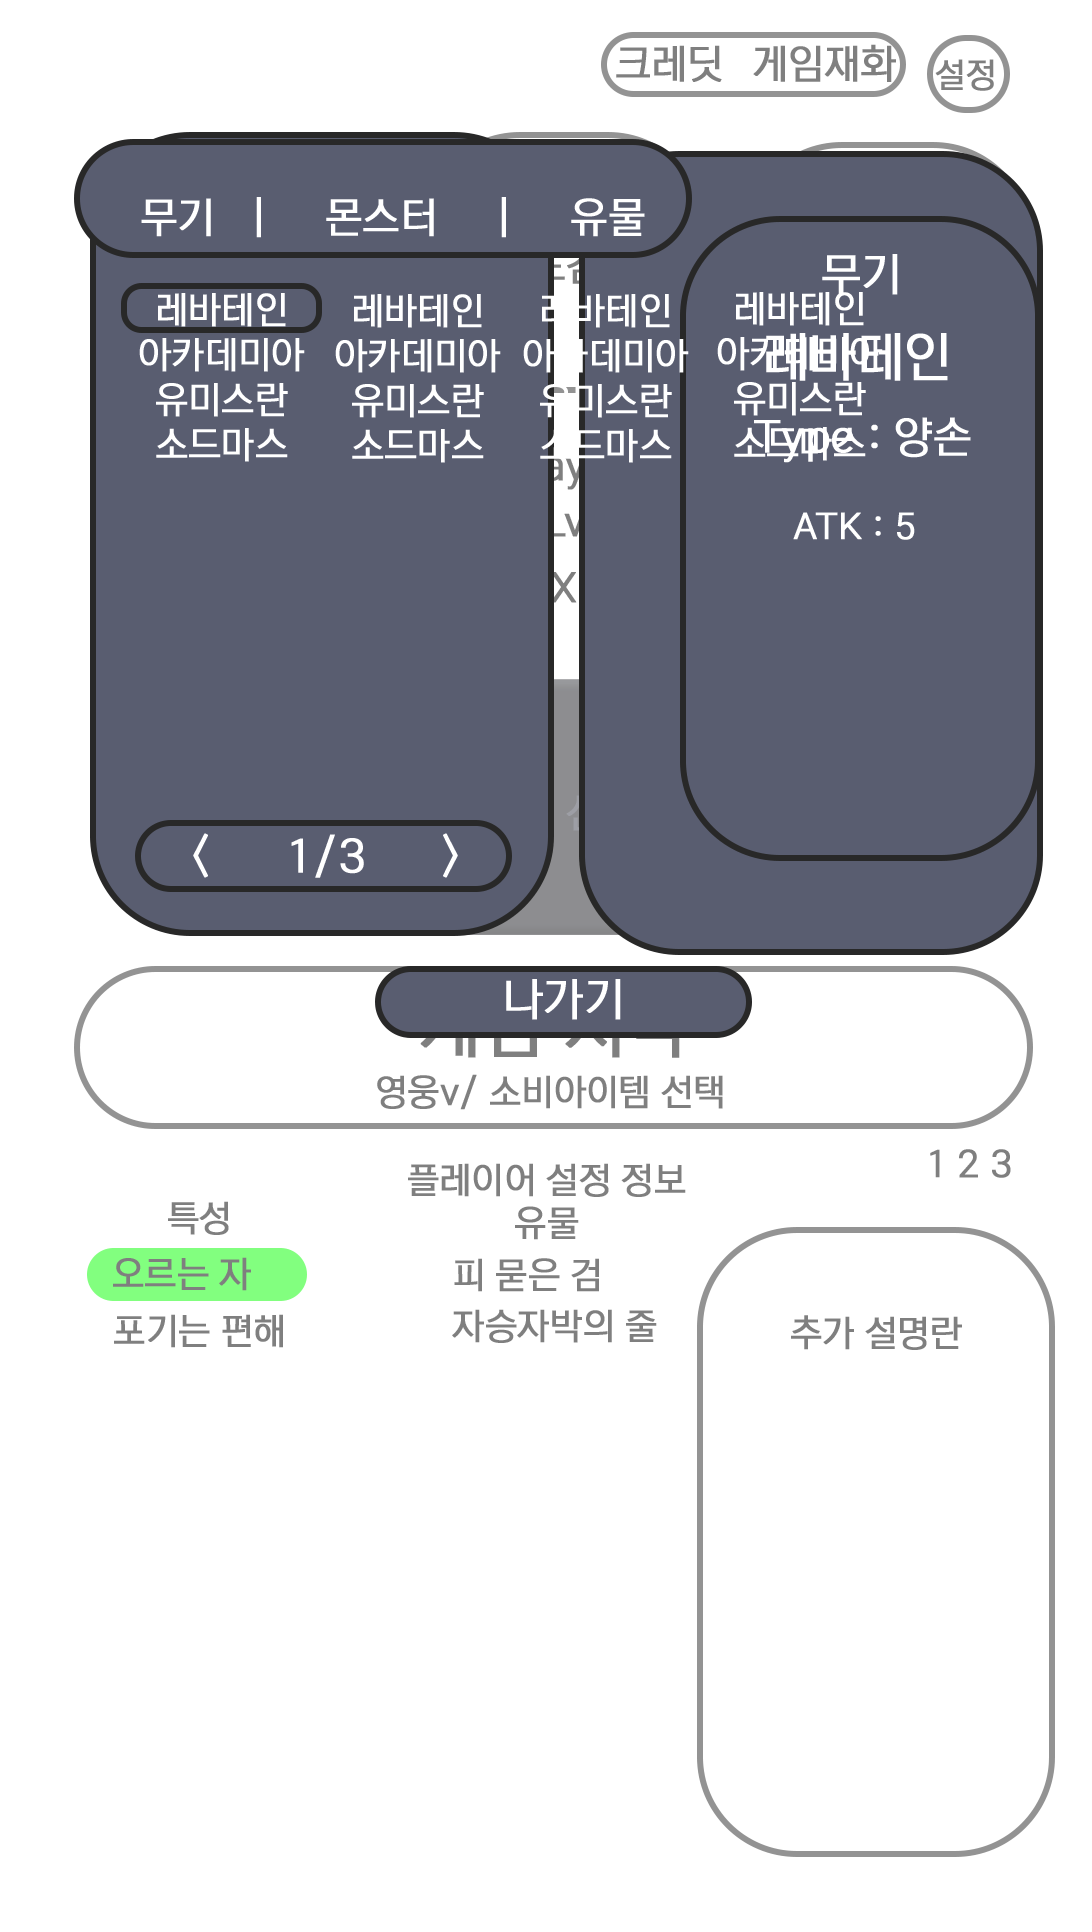 크레딧 게임재화
설정
무기 | 몬스터 | 유물
레바테인 레바테인 레바테인 레바테인
아카데미아 아카데미아 아카데미아 아카데미아
유미스란 유미스란 유미스란 유미스란
소드마스 소드마스 소드마스 소드마스
무기
레바테인
Type : 양손
ATK : 5
〈 1/3 〉
나가기
영웅v/ 소비아이템 선택
1 2 3
특성
오르는 자
포기는 편해
플레이어 설정 정보
유물
피 묻은 검
자승자박의 줄
추가 설명란